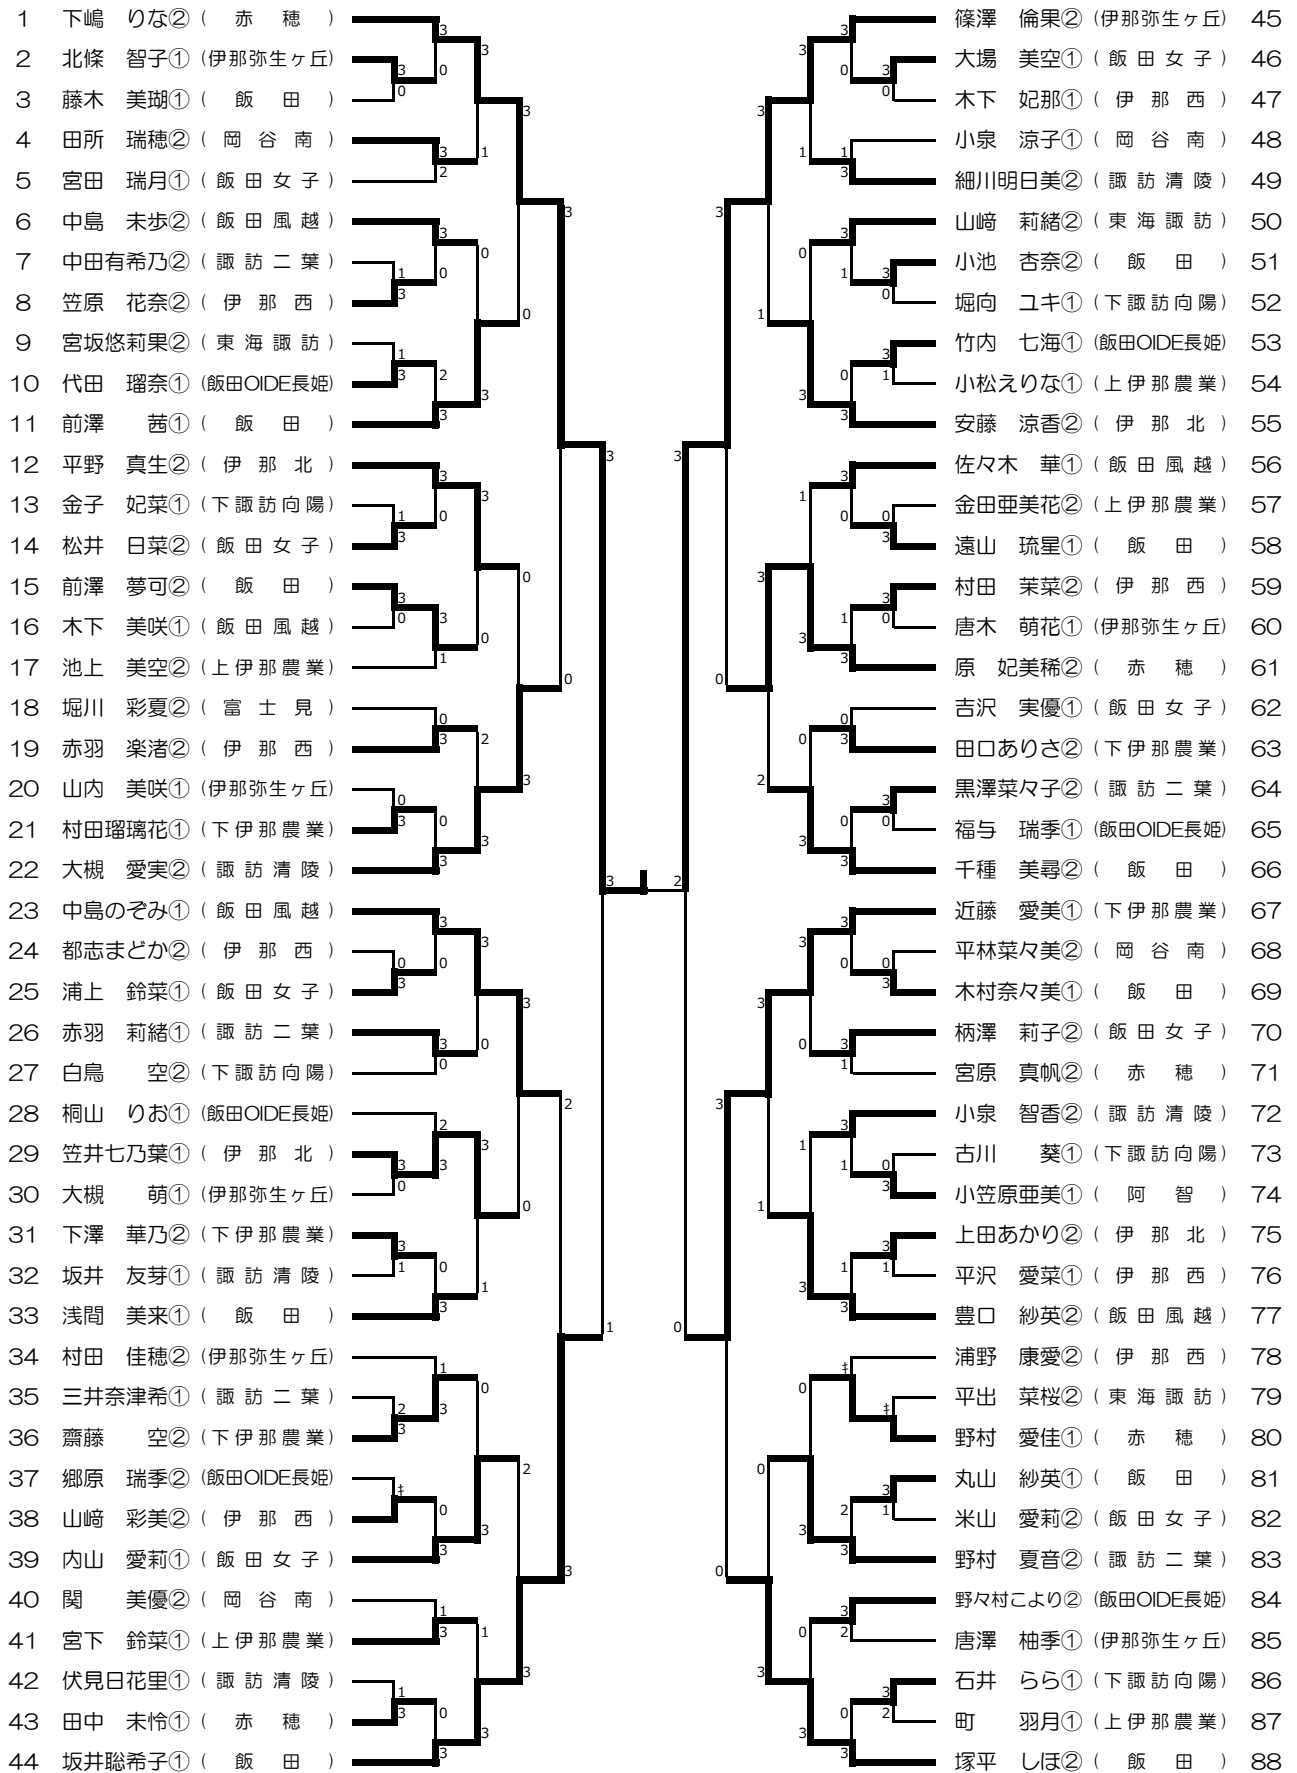 1 下嶋 りな② ( 赤 穂 )
2 北條 智子① (伊那弥生ヶ丘)
3 藤木 美瑚① ( 飯 田 )
4 田所 瑞穂② ( 岡 谷 南 )
5 宮田 瑞月① ( 飯 田 女 子 )
6 中島 未歩② ( 飯 田 風 越 )
7 中田有希乃② ( 諏 訪 二 葉 )
8 笠原 花奈② ( 伊 那 西 )
9 宮坂悠莉果② ( 東 海 諏 訪 )
10 代田 瑠奈① (飯田OIDE長姫)
11 前澤 茜① ( 飯 田 )
12 平野 真生② ( 伊 那 北 )
13 金子 妃菜① (下諏訪向陽)
14 松井 日菜② ( 飯 田 女 子 )
15 前澤 夢可② ( 飯 田 )
16 木下 美咲① ( 飯 田 風 越 )
17 池上 美空② (上伊那農業)
18 堀川 彩夏② ( 富 士 見 )
19 赤羽 楽渚② ( 伊 那 西 )
20 山内 美咲① (伊那弥生ヶ丘)
21 村田瑠璃花① (下伊那農業)
22 大槻 愛実② ( 諏 訪 清 陵 )
23 中島のぞみ① ( 飯 田 風 越 )
24 都志まどか② ( 伊 那 西 )
25 浦上 鈴菜① ( 飯 田 女 子 )
26 赤羽 莉緒① ( 諏 訪 二 葉 )
27 白鳥 空② (下諏訪向陽)
28 桐山 りお① (飯田OIDE長姫)
29 笠井七乃葉① ( 伊 那 北 )
30 大槻 萌① (伊那弥生ヶ丘)
31 下澤 華乃② (下伊那農業)
32 坂井 友芽① ( 諏 訪 清 陵 )
33 浅間 美来① ( 飯 田 )
34 村田 佳穂② (伊那弥生ヶ丘)
35 三井奈津希① ( 諏 訪 二 葉 )
36 齋藤 空② (下伊那農業)
37 郷原 瑞季② (飯田OIDE長姫)
38 山﨑 彩美② ( 伊 那 西 )
39 内山 愛莉① ( 飯 田 女 子 )
40 関 美優② ( 岡 谷 南 )
41 宮下 鈴菜① (上伊那農業)
42 伏見日花里① ( 諏 訪 清 陵 )
43 田中 未怜① ( 赤 穂 )
44 坂井聡希子① ( 飯 田 )
篠澤 倫果② (伊那弥生ヶ丘) 45
大場 美空① ( 飯 田 女 子 ) 46
木下 妃那① ( 伊 那 西 ) 47
小泉 涼子① ( 岡 谷 南 ) 48
細川明日美② ( 諏 訪 清 陵 ) 49
山﨑 莉緒② ( 東 海 諏 訪 ) 50
小池 杏奈② ( 飯 田 ) 51
堀向 ユキ① (下諏訪向陽) 52
竹内 七海① (飯田OIDE長姫) 53
小松えりな① (上伊那農業) 54
安藤 涼香② ( 伊 那 北 ) 55
佐々木 華① ( 飯 田 風 越 ) 56
金田亜美花② (上伊那農業) 57
遠山 琉星① ( 飯 田 ) 58
村田 茉菜② ( 伊 那 西 ) 59
唐木 萌花① (伊那弥生ヶ丘) 60
原 妃美稀② ( 赤 穂 ) 61
吉沢 実優① ( 飯 田 女 子 ) 62
田口ありさ② (下伊那農業) 63
黒澤菜々子② ( 諏 訪 二 葉 ) 64
福与 瑞季① (飯田OIDE長姫) 65
千種 美尋② ( 飯 田 ) 66
近藤 愛美① (下伊那農業) 67
平林菜々美② ( 岡 谷 南 ) 68
木村奈々美① ( 飯 田 ) 69
柄澤 莉子② ( 飯 田 女 子 ) 70
宮原 真帆② ( 赤 穂 ) 71
小泉 智香② ( 諏 訪 清 陵 ) 72
古川 葵① (下諏訪向陽) 73
小笠原亜美① ( 阿 智 ) 74
上田あかり② ( 伊 那 北 ) 75
平沢 愛菜① ( 伊 那 西 ) 76
豊口 紗英② ( 飯 田 風 越 ) 77
浦野 康愛② ( 伊 那 西 ) 78
平出 菜桜② ( 東 海 諏 訪 ) 79
野村 愛佳① ( 赤 穂 ) 80
丸山 紗英① ( 飯 田 ) 81
米山 愛莉② ( 飯 田 女 子 ) 82
野村 夏音② ( 諏 訪 二 葉 ) 83
野々村こより② (飯田OIDE長姫) 84
唐澤 柚季① (伊那弥生ヶ丘) 85
石井 らら① (下諏訪向陽) 86
町 羽月① (上伊那農業) 87
塚平 しほ② ( 飯 田 ) 88